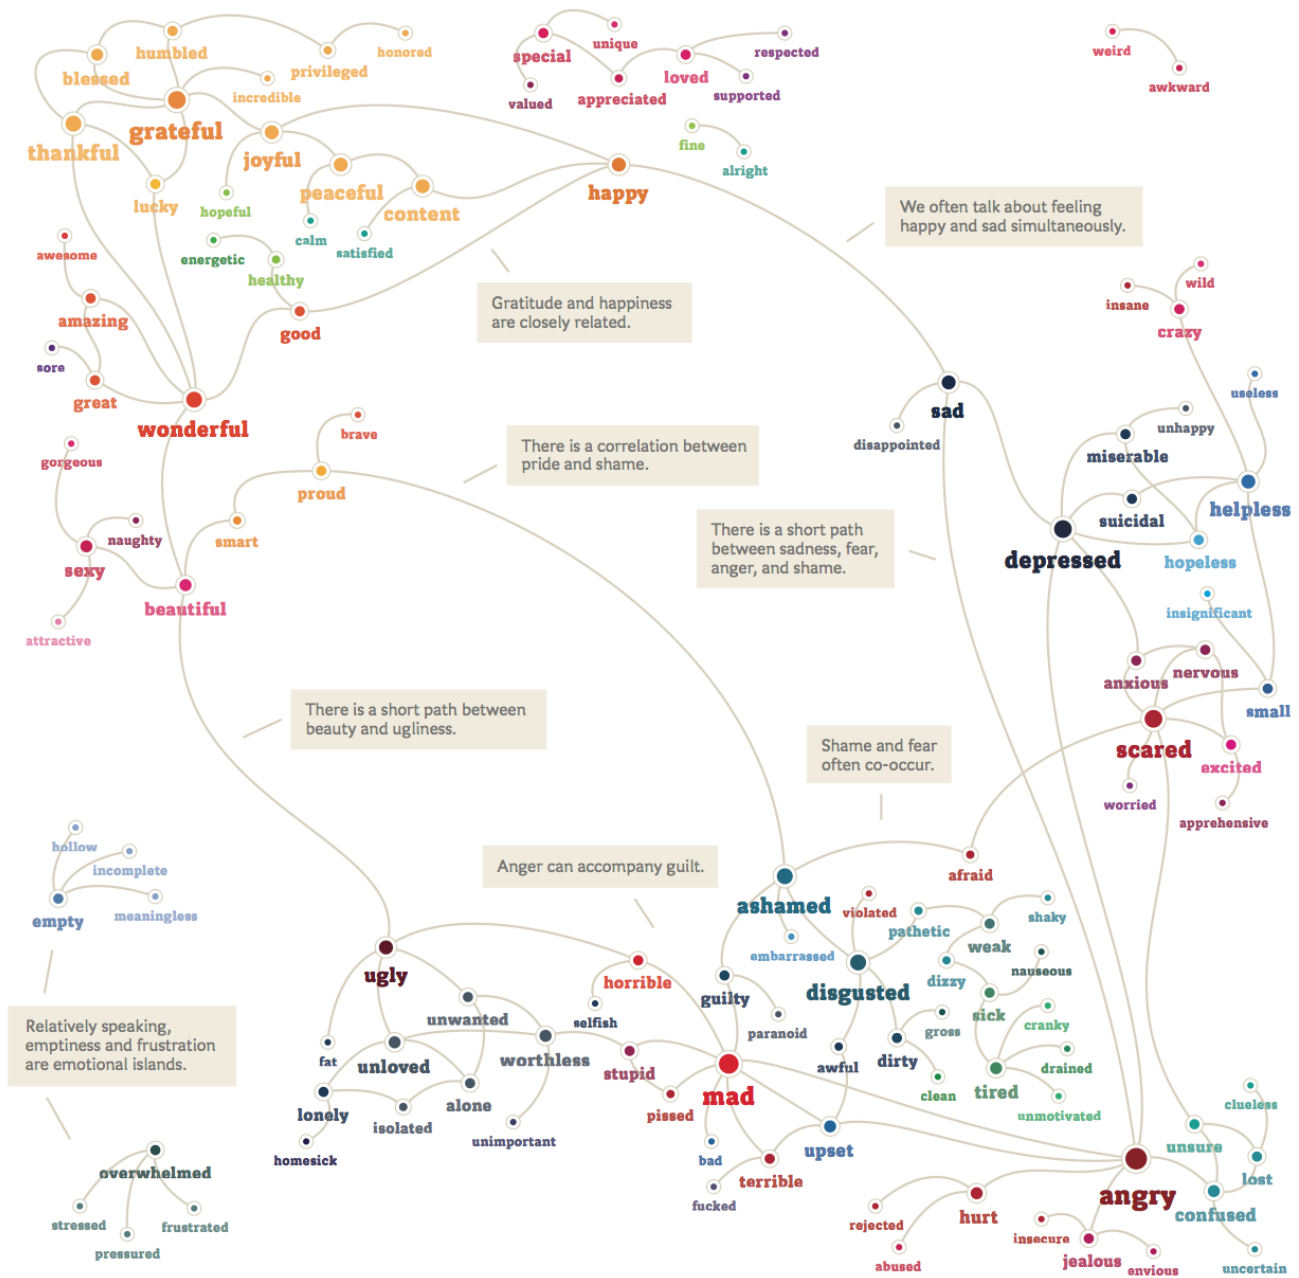 humbled
honored
blessed
privileged
incredible
grateful
thankful
joyful
peaceful
lucky
hopeful
content
calm
satisfied
energetic
healthy
happy
good
awesome
amazing
sore
great
wonderful
special
unique
respected
loved
supported
valued
appreciated
fine
alright
weird
awkward
We often talk about feeling
happy and sad simultaneously.
Gratitude and happiness
are closely related.
wild
insane
crazy
useless
sad
disappointed
unhappy
miserable
helpless
suicidal
depressed
hopeless
insignificant
brave
gorgeous
There is a correlation between
pride and shame.
proud
naughty
smart
sexy
beautiful
attractive
There is a short path
between sadness, fear,
anger, and shame.
nervous
anxious
small
scared
excited
worried
apprehensive
There is a short path between
beauty and ugliness.
Shame and fear
often co-occur.
hollow
incomplete
empty
meaningless
Anger can accompany guilt.
afraid
ashamed
violated
embarrassed
pathetic
shaky
weak
nauseous
dizzy
disgusted
ugly
horrible
guilty
selfish
unwanted
paranoid
gross
sick
cranky
fat
unloved
worthless
stupid
awful
dirty
drained
mad
clean
tired
unmotivated
Relatively speaking,
emptiness and frustration
are emotional islands.
lonely
isolated
alone
pissed
unimportant
homesick
bad
upset
terrible
fucked
clueless
unsure
lost
angry
confused
overwhelmed
stressed
frustrated
pressured
rejected
hurt
insecure
abused
jealous
envious
uncertain